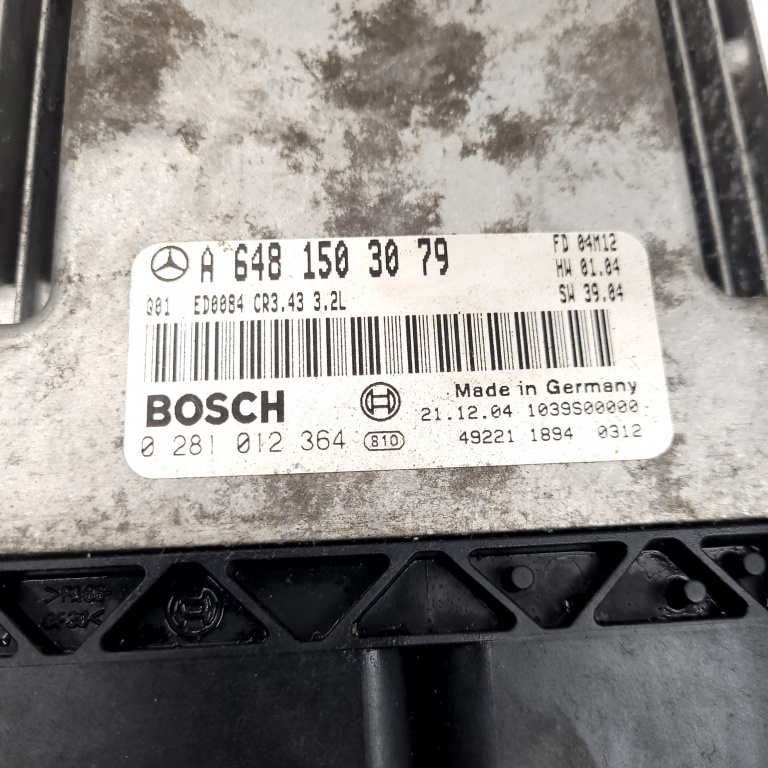 A 648 150 30 79
FD 04M12
HW 01.04
SW 39.04
Q01 ED0084 CR3.43 3.2L
BOSCH
Made in Germany
21.12.04 1039S00000
0 281 012 364 810
49221 1894 0312